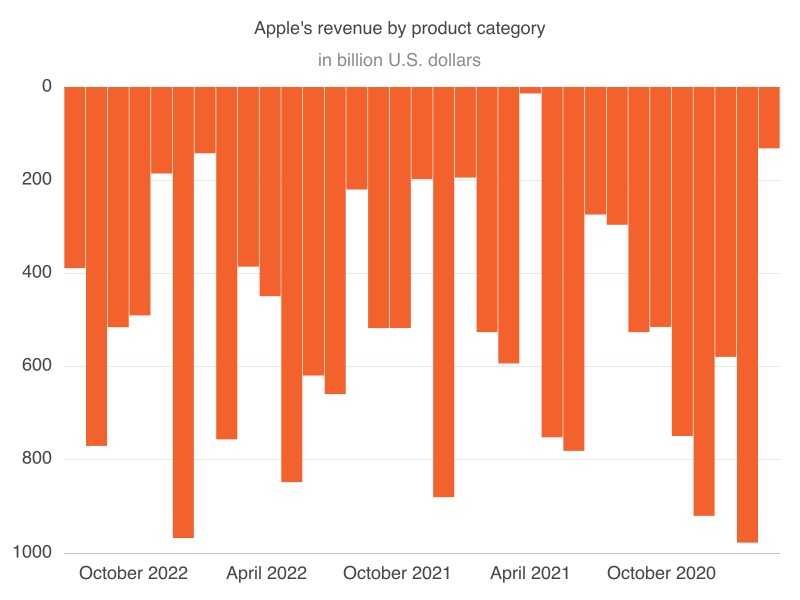 Apple's revenue by product category
in billion U.S. dollars
0
200
400
600
800
1000
October 2022 April 2022 October 2021 April 2021 October 2020